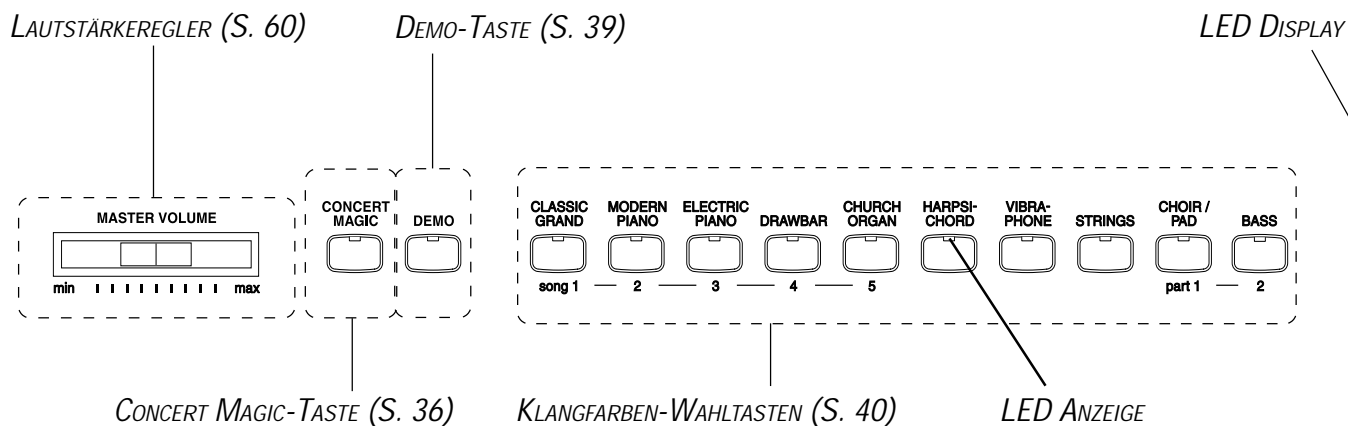 LAUTSTÄRKEREGLER (S. 60) DEMO-TASTE (S. 39) LED DISPLAY
MASTER VOLUME
min max
CONCERT
MAGIC
DEMO
CLASSIC
GRAND
MODERN
PIANO
ELECTRIC
PIANO
DRAWBAR
CHURCH
ORGAN
HARPSI-
CHORD
VIBRA-
PHONE
STRINGS
CHOIR /
PAD
BASS
song 1 — 2 — 3 — 4 — 5 part 1 — 2
CONCERT MAGIC-TASTE (S. 36) KLANGFARBEN-WAHLTASTEN (S. 40) LED ANZEIGE